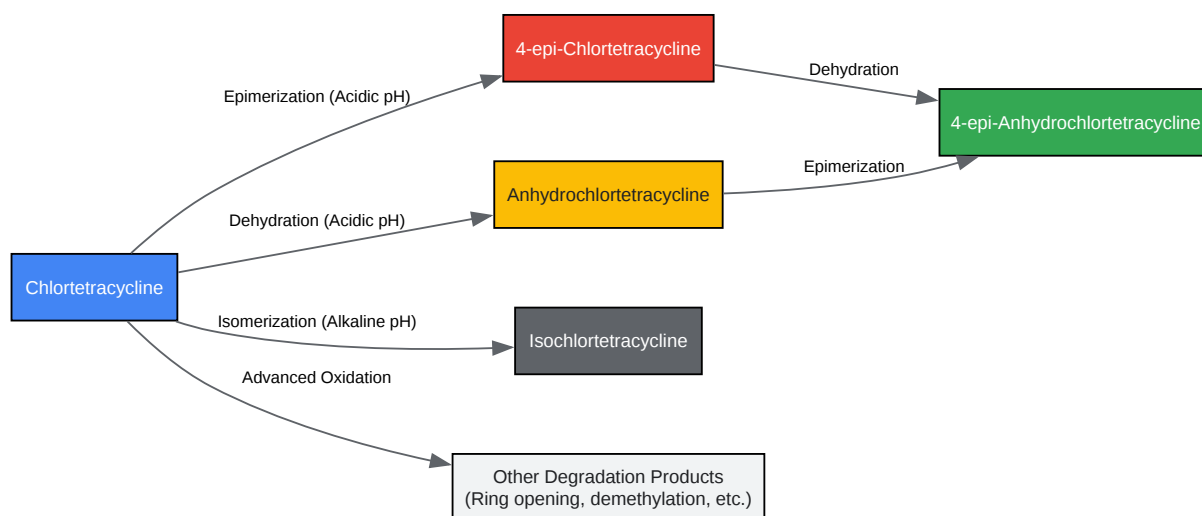 4-epi-Chlortetracycline
Dehydration
Epimerization (Acidic pH)
4-epi-Anhydrochlortetracycline
Epimerization
Anhydrochlortetracycline
Dehydration (Acidic pH)
Chlortetracycline
Isomerization (Alkaline pH)
Isochlortetracycline
Advanced Oxidation
Other Degradation Products
(Ring opening, demethylation, etc.)